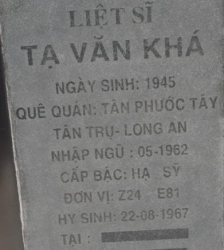 LIỆT SĨ
TẠ VĂN KHÁ
NGÀY SINH: 1945
QUÊ QUÁN: TÂN PHƯỚC TÂY
TÂN TRỤ- LONG AN
NHẬP NGŨ : 05-1962
CẤP BẬC: HẠ SỸ
ĐƠN VỊ: Z24 E81
HY SINH: 22-08-1967
TẠI :